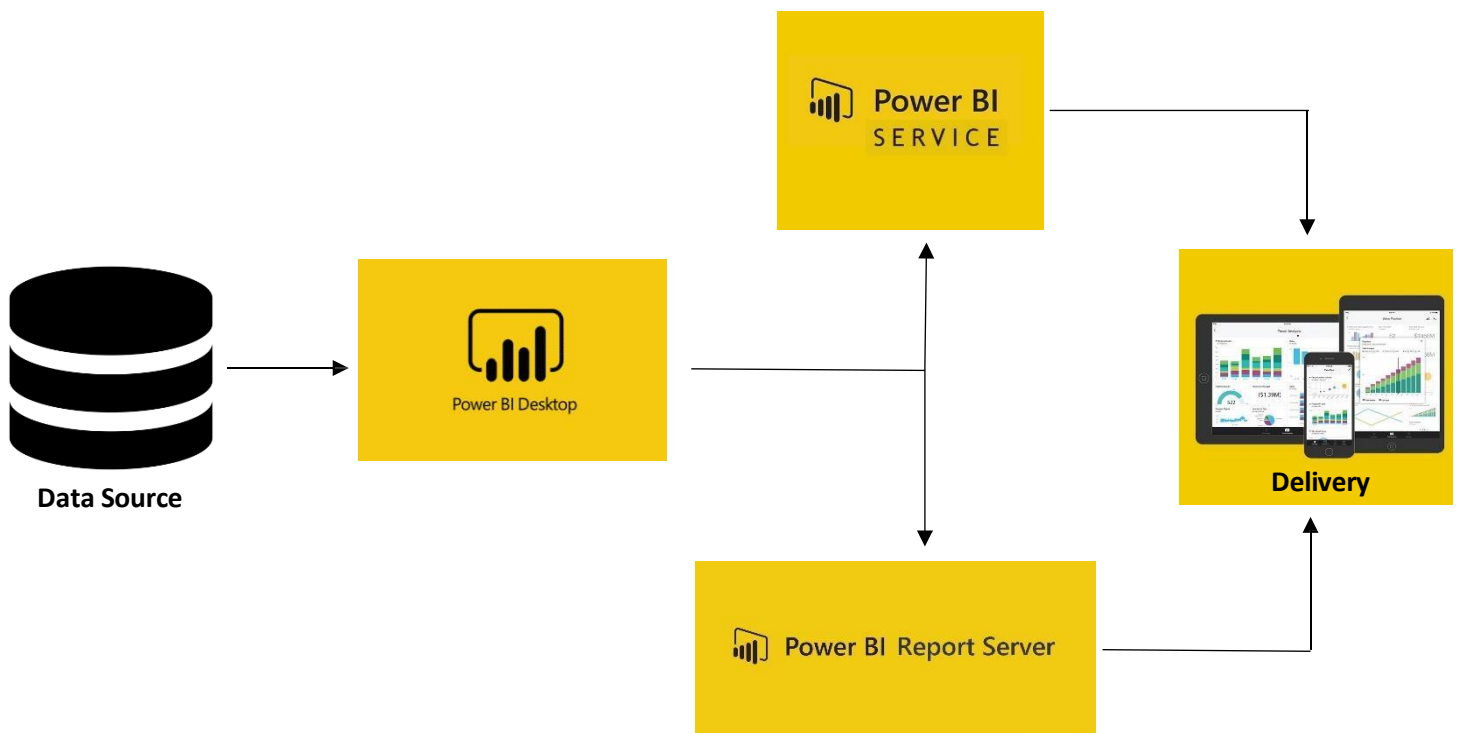 Power BI
SERVICE
Power BI Desktop
Data Source
Delivery
Power BI Report Server